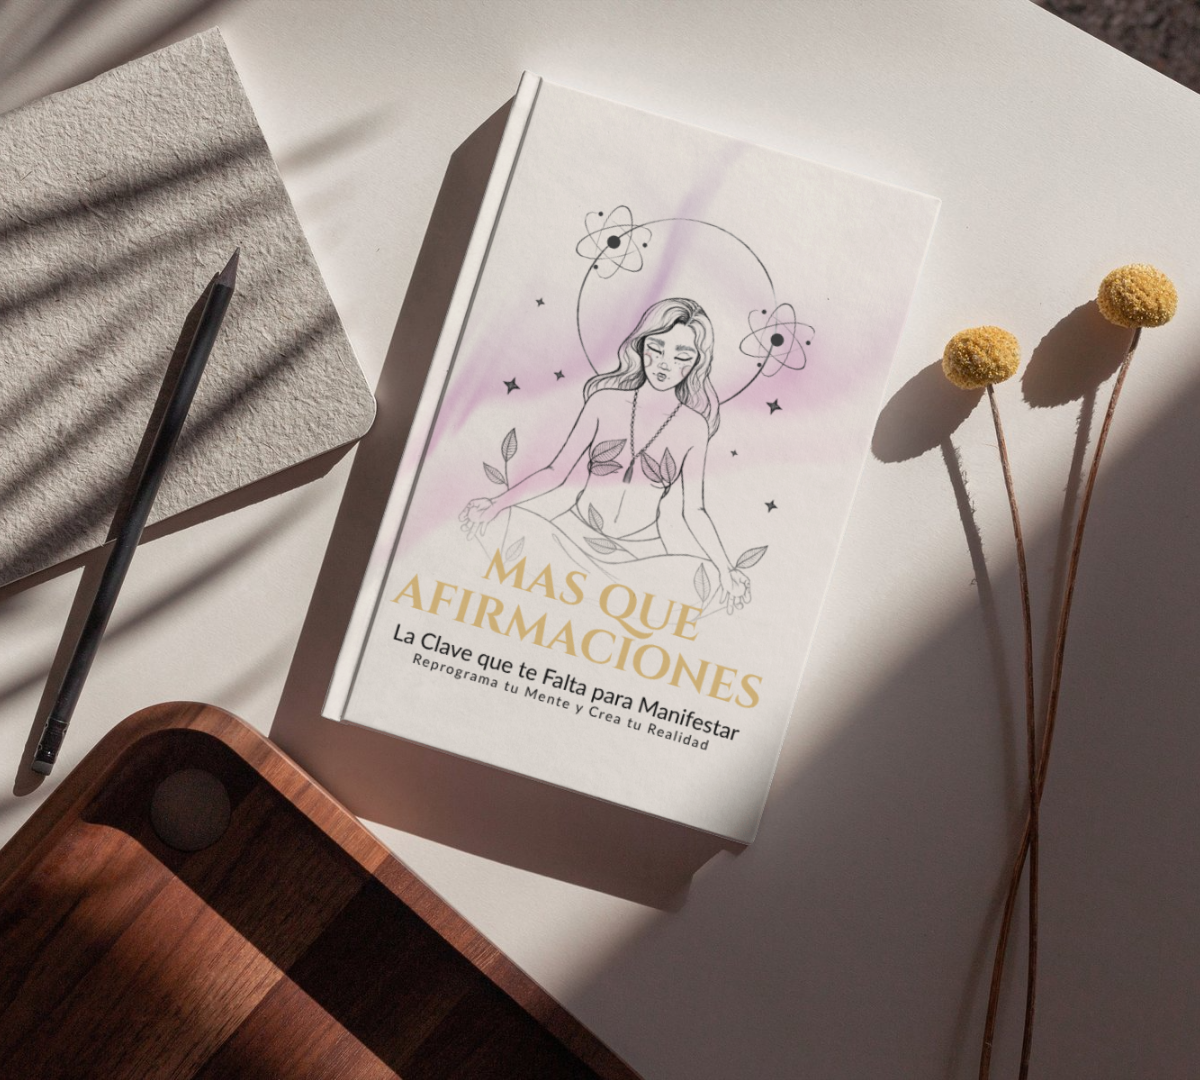 MAS QUE
AFIRMACIONES
La Clave que te Falta para Manifestar
Reprograma tu Mente y Crea tu Realidad